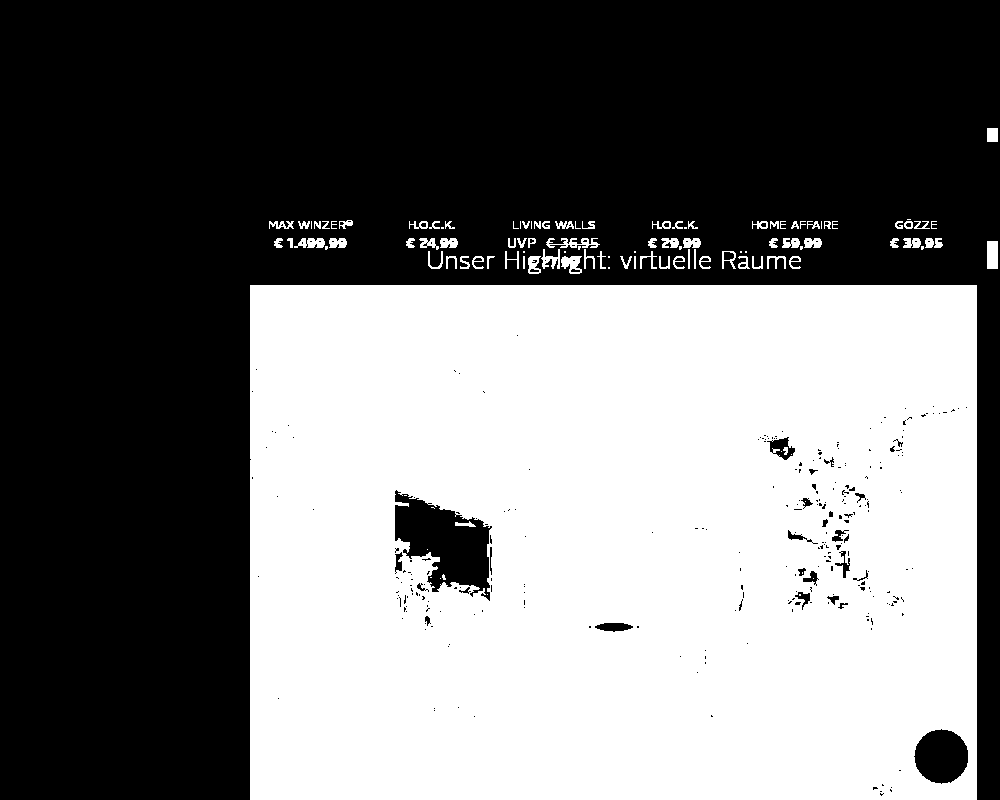 MAX WINZER® H.O.C.K. LIVING WALLS H.O.C.K. HOME AFFAIRE GÖZZE
€ 1.499,99 € 24,99 UVP € 36,95 € 29,99 € 59,99 € 39,95
Unser Highlight: virtuelle Räume